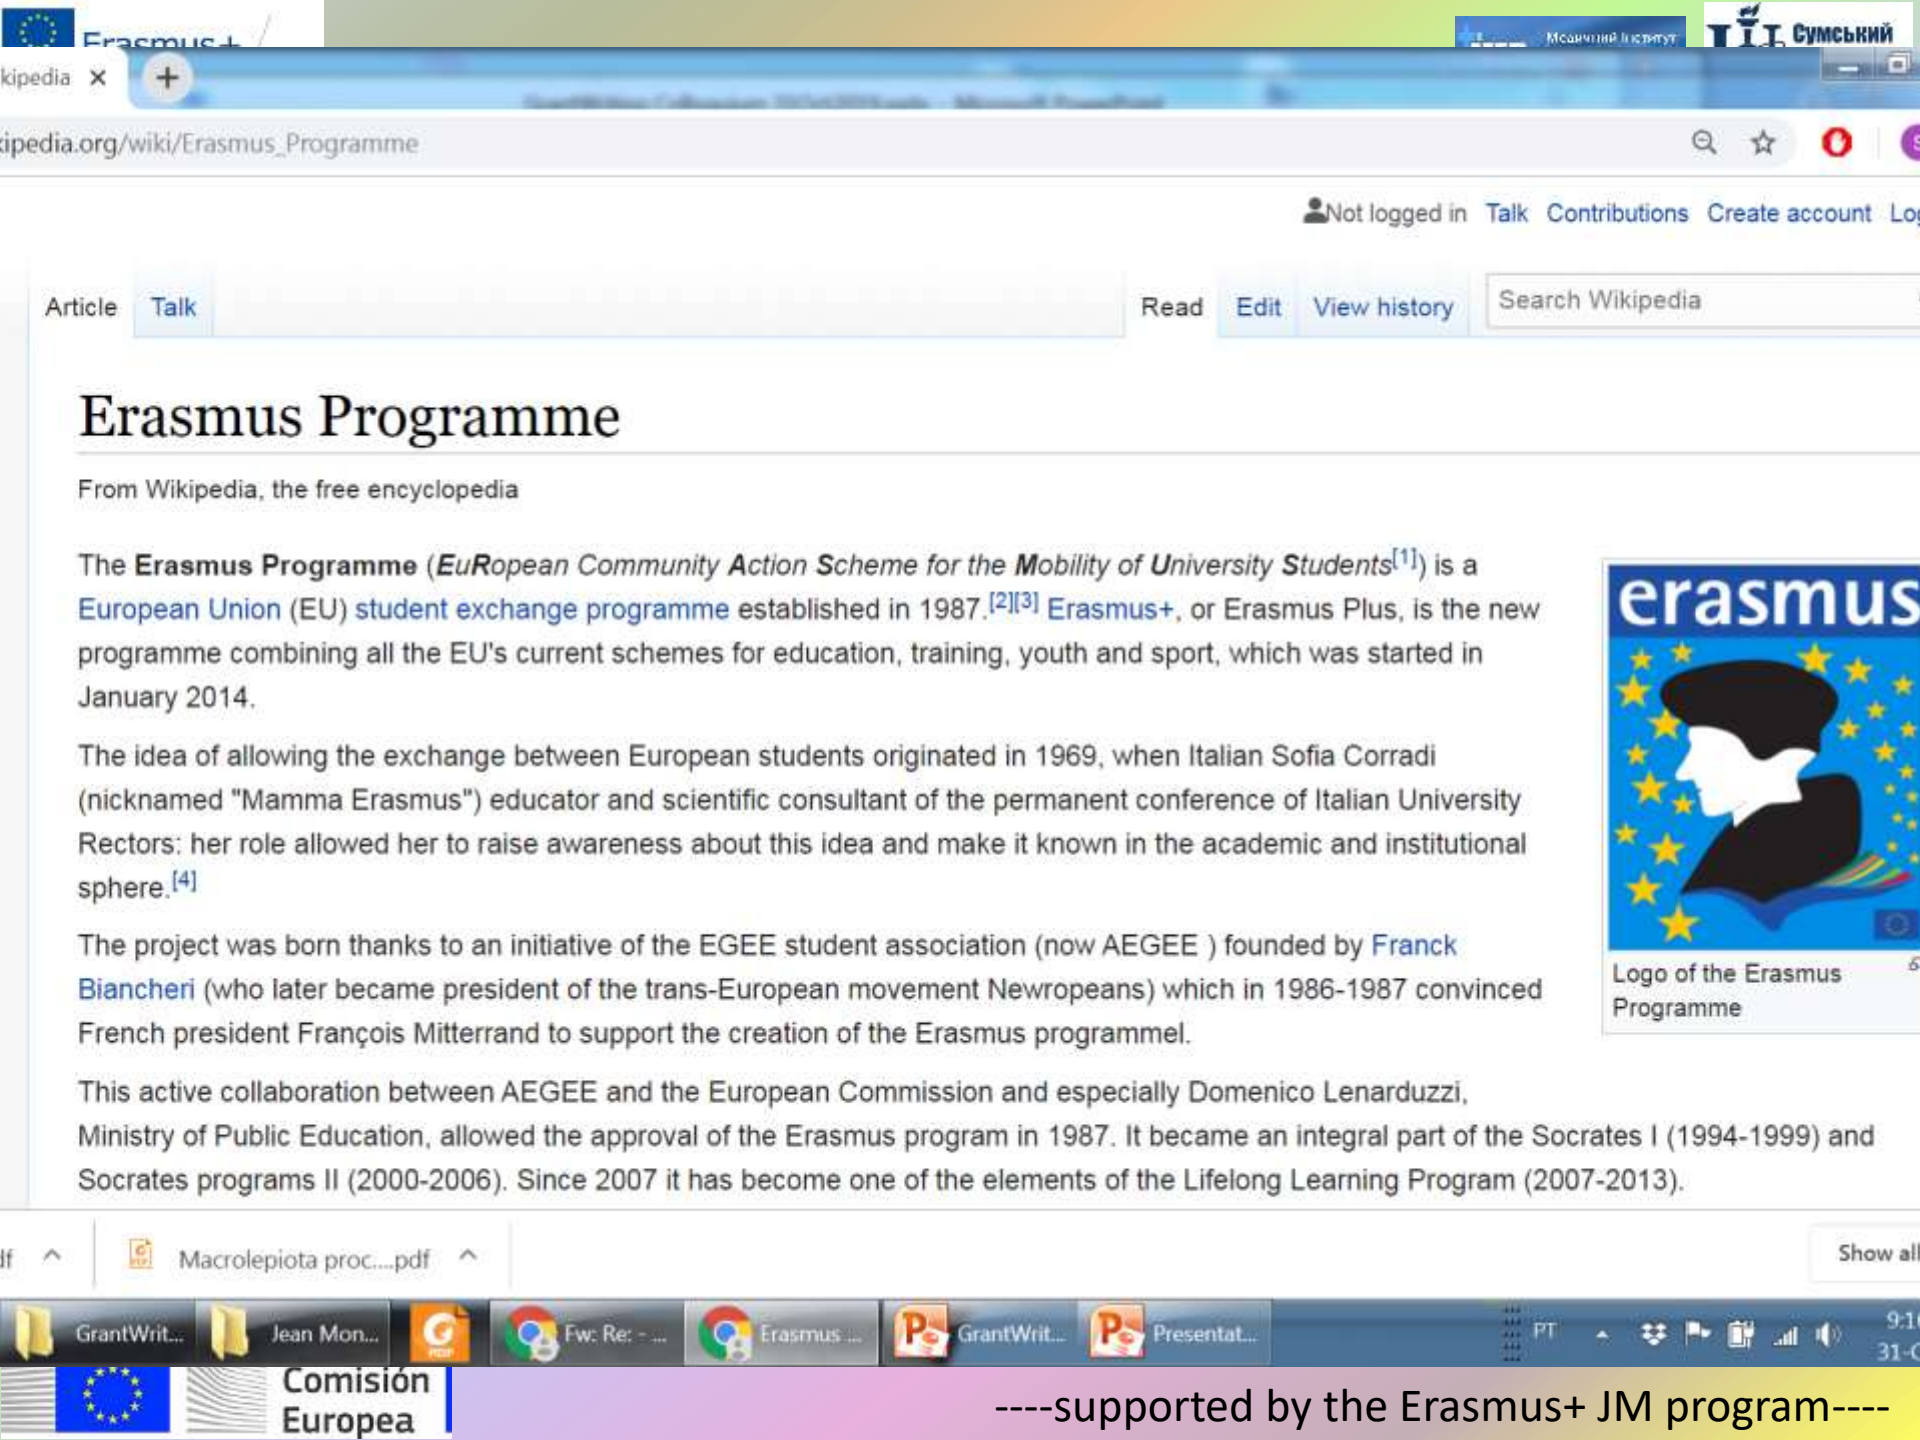 Erasmus+
Медичний Інститут
Сумський
kipedia
kipedia.org/wiki/Erasmus_Programme
Not logged in Talk Contributions Create account
Article Talk Read Edit View history Search Wikipedia
Erasmus Programme
From Wikipedia, the free encyclopedia
The Erasmus Programme (EuRopean Community Action Scheme for the Mobility of University Students[1]) is a
European Union (EU) student exchange programme established in 1987.[2][3] Erasmus+, or Erasmus Plus, is the new
programme combining all the EU's current schemes for education, training, youth and sport, which was started in
January 2014.
The idea of allowing the exchange between European students originated in 1969, when Italian Sofia Corradi
(nicknamed "Mamma Erasmus") educator and scientific consultant of the permanent conference of Italian University
Rectors: her role allowed her to raise awareness about this idea and make it known in the academic and institutional
sphere.[4]
The project was born thanks to an initiative of the EGEE student association (now AEGEE ) founded by Franck
Biancheri (who later became president of the trans-European movement Newropeans) which in 1986-1987 convinced
French president François Mitterrand to support the creation of the Erasmus programmel.
This active collaboration between AEGEE and the European Commission and especially Domenico Lenarduzzi,
Ministry of Public Education, allowed the approval of the Erasmus program in 1987. It became an integral part of the Socrates I (1994-1999) and
Socrates programs II (2000-2006). Since 2007 it has become one of the elements of the Lifelong Learning Program (2007-2013).
erasmus
Logo of the Erasmus
Programme
df Macrolepiota proc....pdf Show all
GrantWrit... Jean Mon... Fw: Re: - ... Erasmus ... GrantWrit... Presentat... PT
Comisión
Europea
----supported by the Erasmus+ JM program----